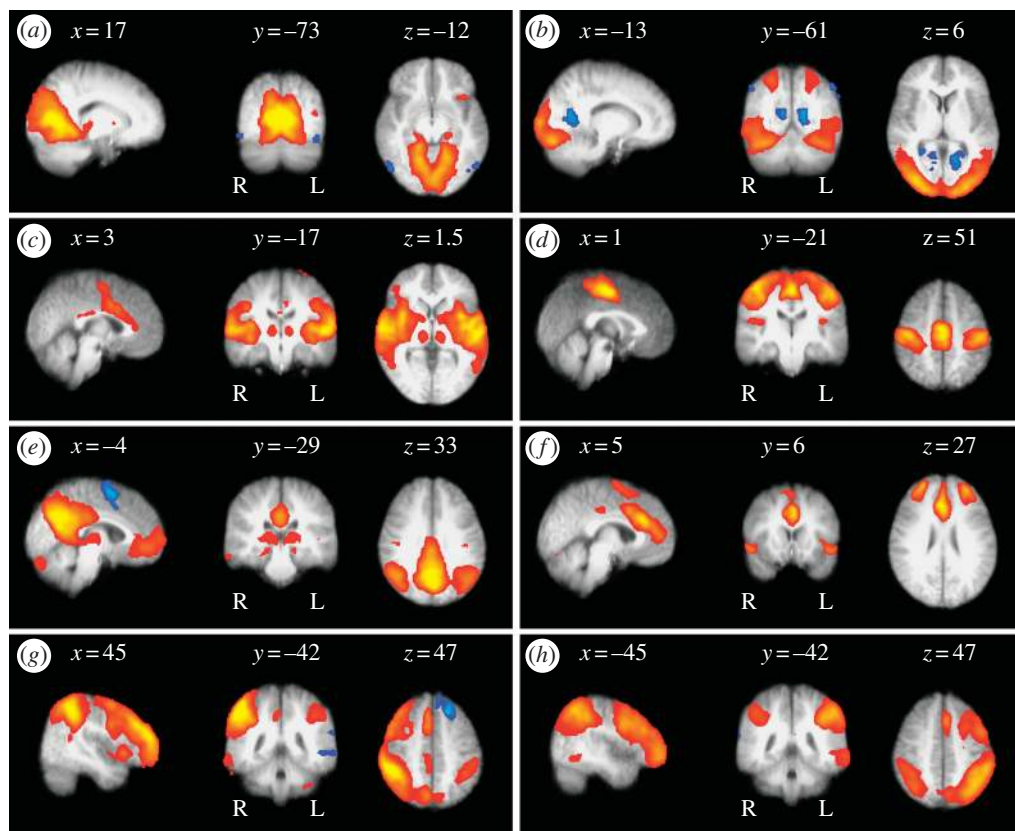 (a) x = 17 y = –73 z = –12
R L
(b) x = –13 y = –61 z = 6
R L
(c) x = 3 y = –17 z = 1.5
R L
(d) x = 1 y = –21 z = 51
R L
(e) x = –4 y = –29 z = 33
R L
(f) x = 5 y = 6 z = 27
R L
(g) x = 45 y = –42 z = 47
R L
(h) x = –45 y = –42 z = 47
R L